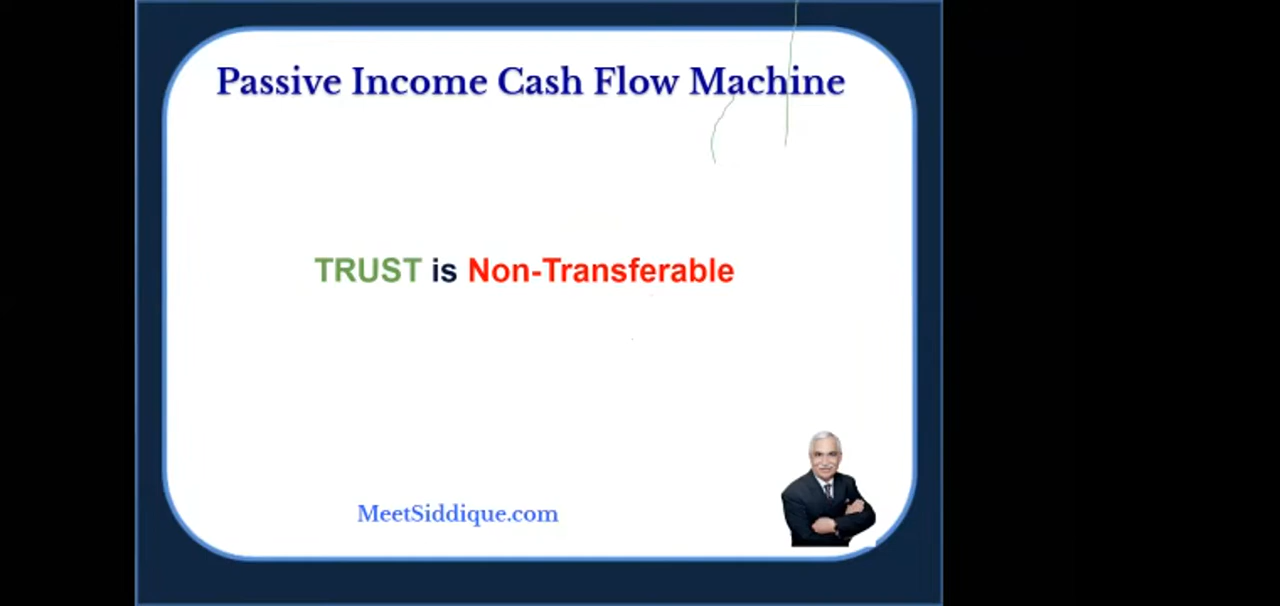 Passive Income Cash Flow Machine
TRUST is Non-Transferable
MeetSiddique.com